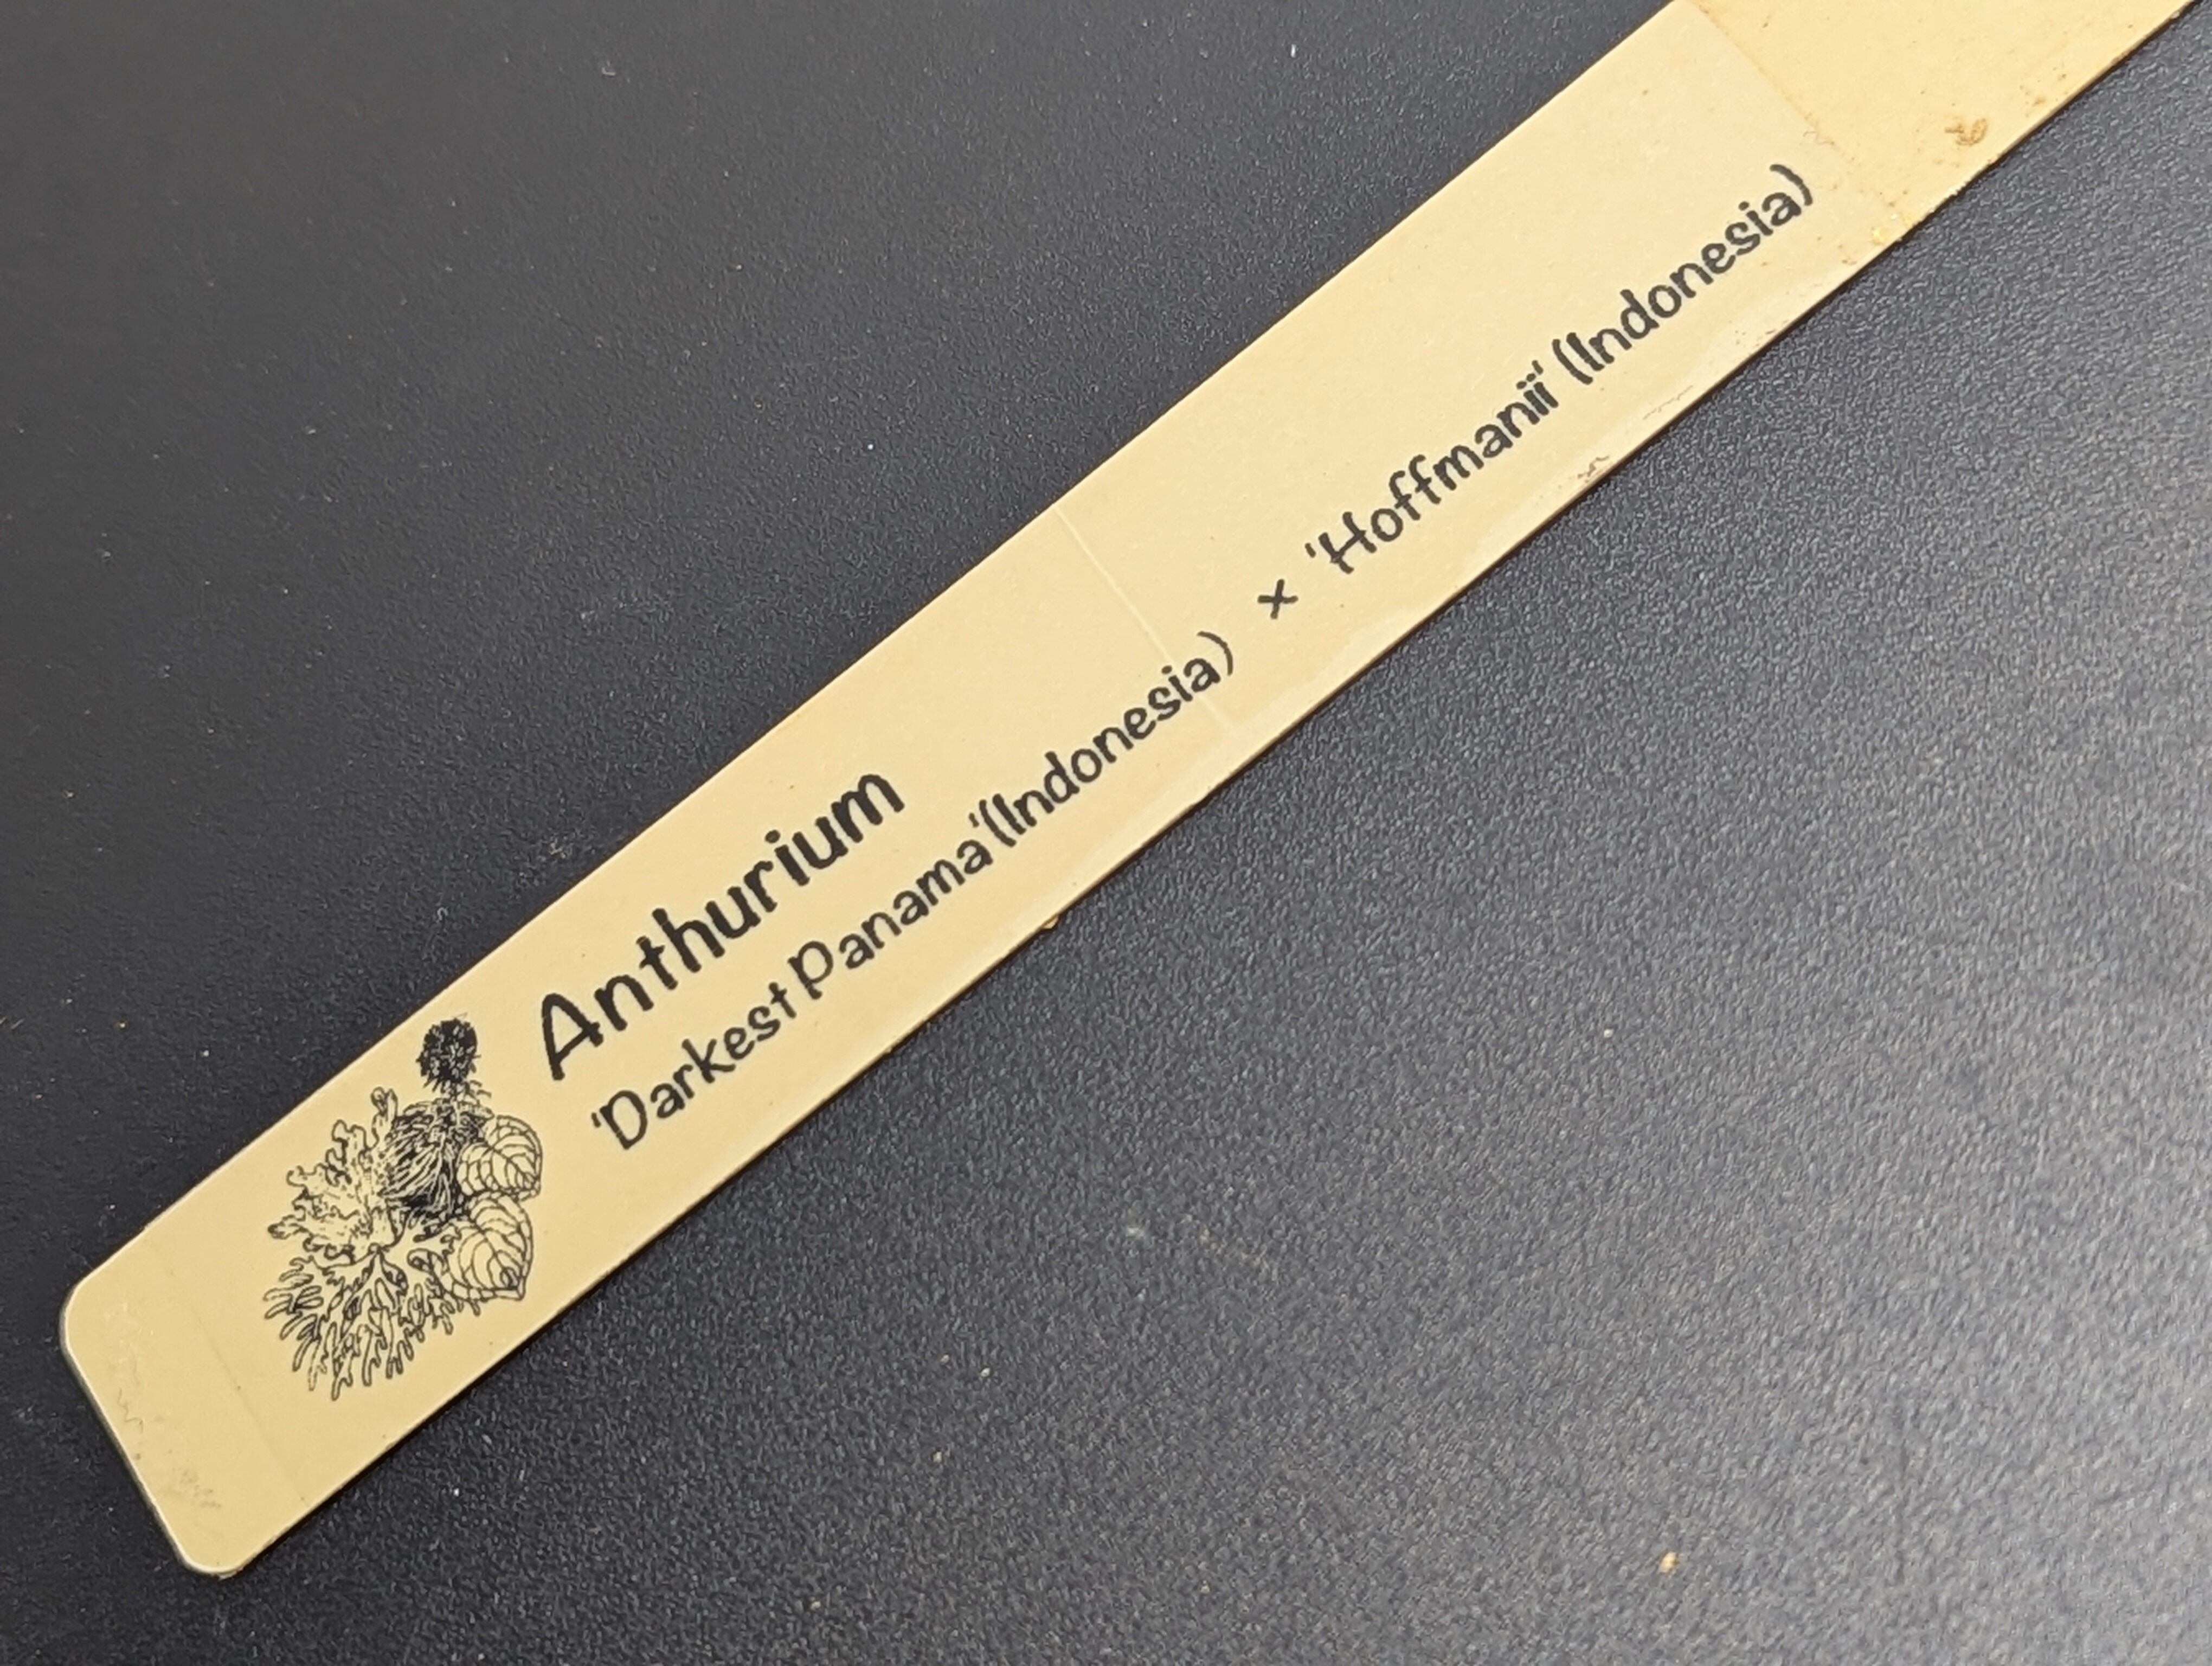 Anthurium
'Darkest Panama'(Indonesia) x 'Hoffmanii' (Indonesia)